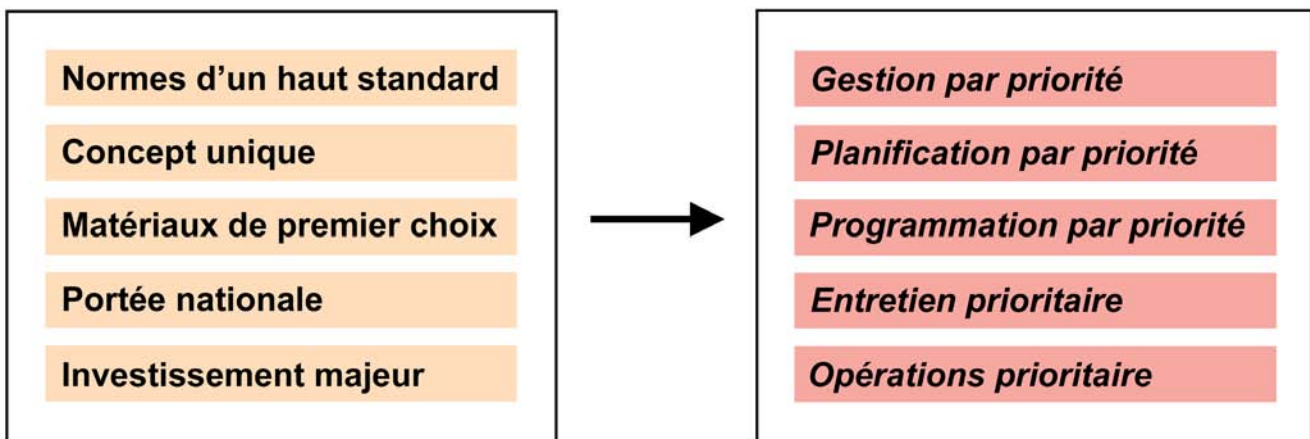 Normes d'un haut standard
Concept unique
Matériaux de premier choix
Portée nationale
Investissement majeur
Gestion par priorité
Planification par priorité
Programmation par priorité
Entretien prioritaire
Opérations prioritaire